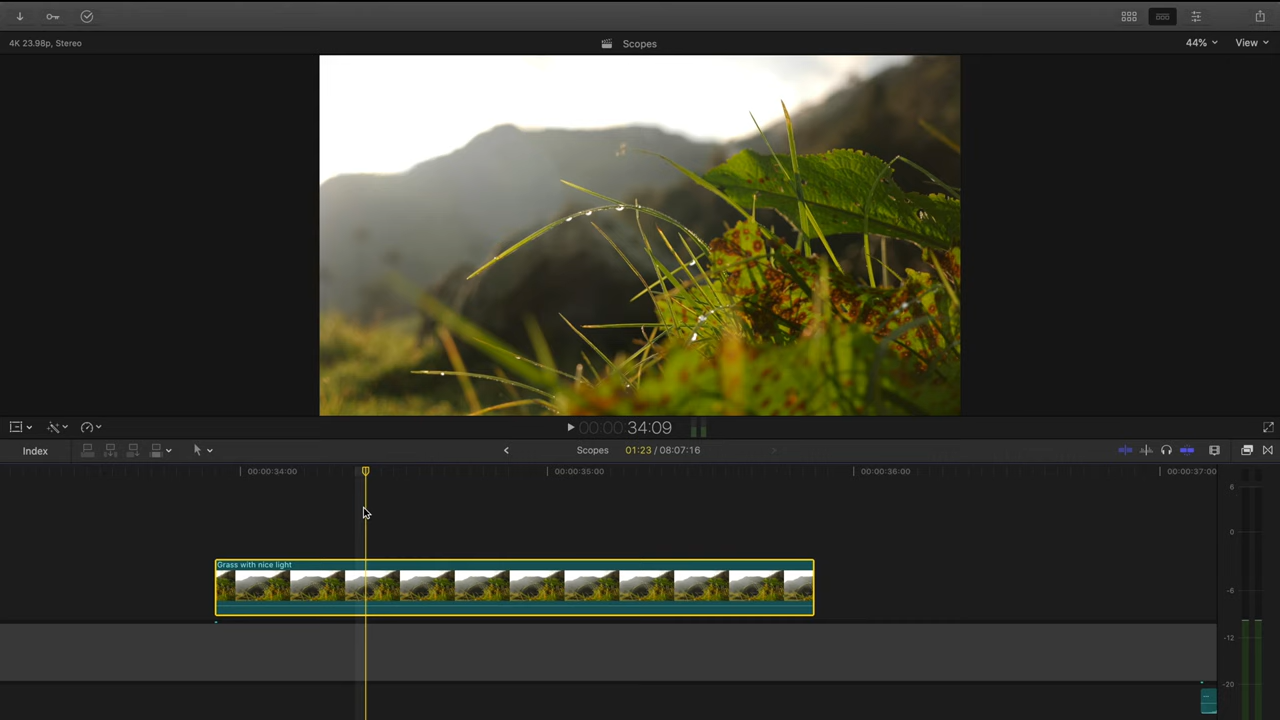 4K 23.98p, Stereo
Scopes
44%
View
00:00:34:09
Index
Scopes
01:23 / 08:07:16
00:00:34:00
00:00:35:00
00:00:36:00
00:00:37:00
6
0
-6
-12
-20
Grass with nice light